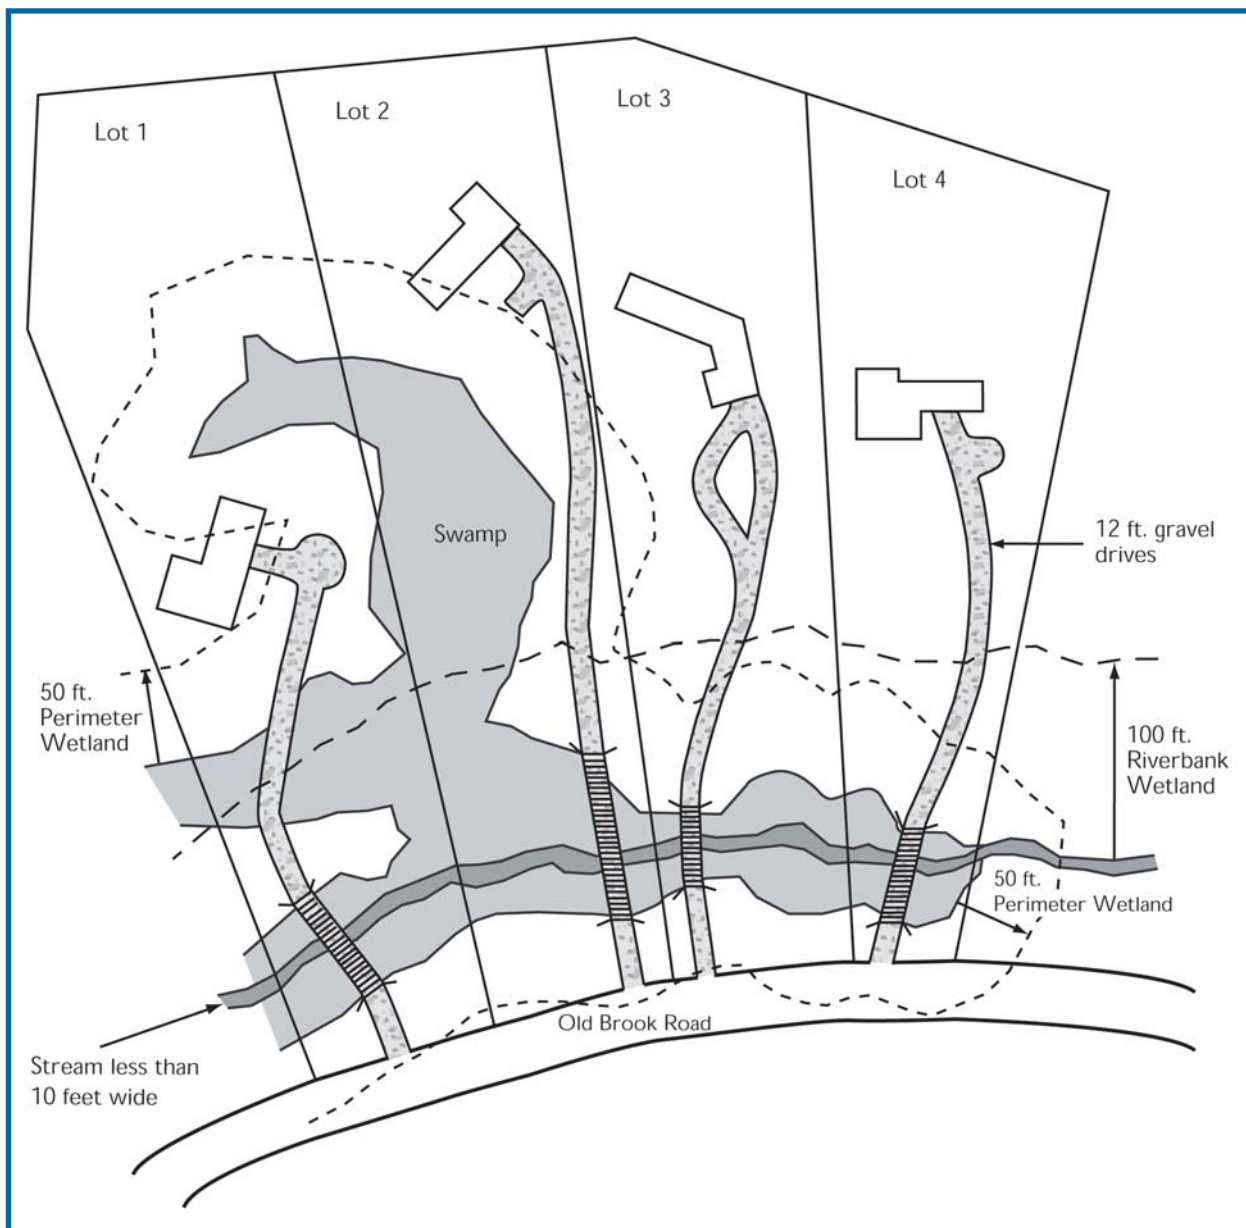 Lot 1
Lot 2
Lot 3
Lot 4
Swamp
12 ft. gravel
drives
50 ft.
Perimeter
Wetland
100 ft.
Riverbank
Wetland
50 ft.
Perimeter Wetland
Old Brook Road
Stream less than
10 feet wide